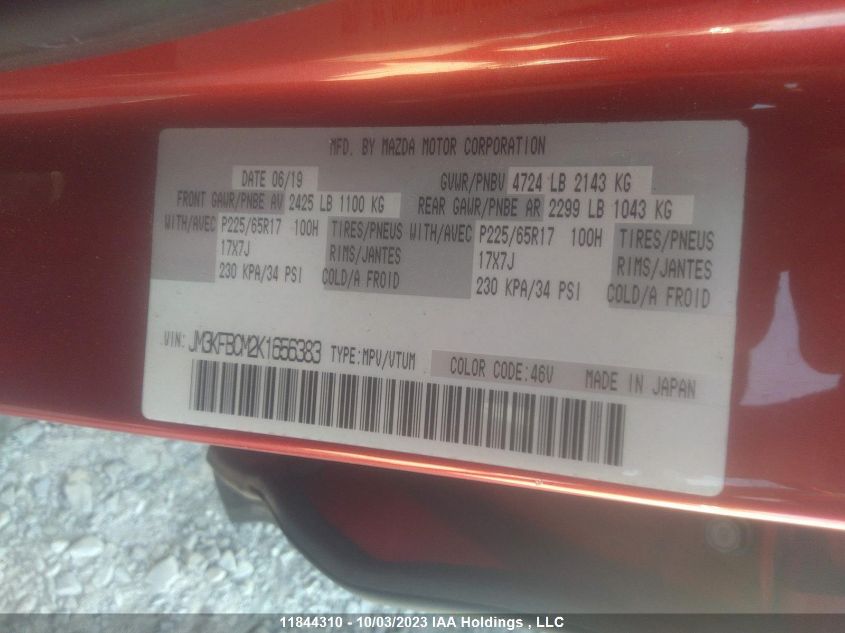 MFD. BY MAZDA MOTOR CORPORATION
DATE 06/19 GVWR/PNBV 4724 LB 2143 KG
FRONT GAWR/PNBE AV 2425 LB 1100 KG REAR GAWR/PNBE AR 2299 LB 1043 KG
WITH/AVEC P225/65R17 100H TIRES/PNEUS WITH/AVEC P225/65R17 100H TIRES/PNEUS
17X7J RIMS/JANTES 17X7J RIMS/JANTES
230 KPA/34 PSI COLD/A FROID 230 KPA/34 PSI COLD/A FROID
VIN: JM3KFBCM2K1656383 TYPE:MPV/VTUM COLOR CODE:46V MADE IN JAPAN
11844310 - 10/03/2023 IAA Holdings , LLC